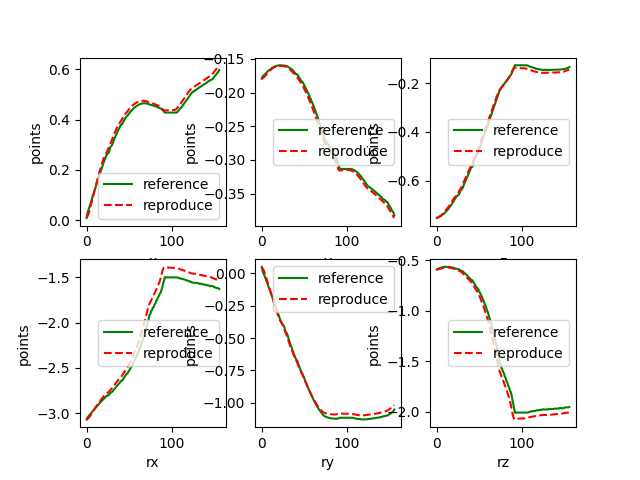 0.6
0.4
0.2
0.0
points
0
100
reference
reproduce
−0.15
−0.20
−0.25
−0.30
−0.35
points
0
100
reference
reproduce
−0.2
−0.4
−0.6
points
0
100
reference
reproduce
−1.5
−2.0
−2.5
−3.0
points
0
100
rx
reference
reproduce
0.00
−0.25
−0.50
−0.75
−1.00
points
0
100
ry
reference
reproduce
−0.5
−1.0
−1.5
−2.0
points
0
100
rz
reference
reproduce